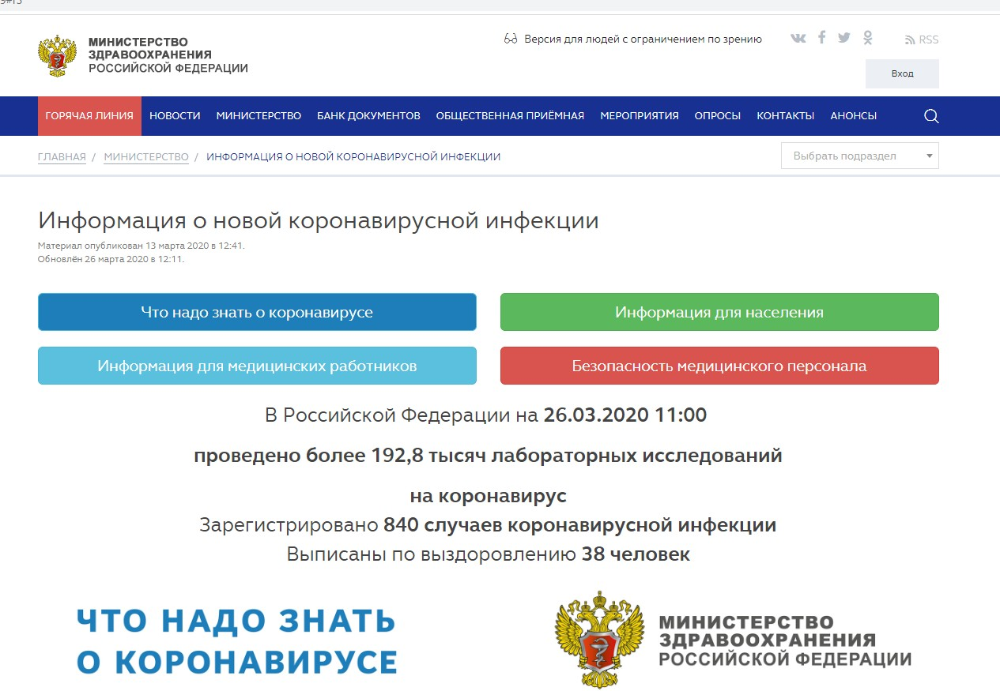 МИНИСТЕРСТВО
ЗДРАВООХРАНЕНИЯ
РОССИЙСКОЙ ФЕДЕРАЦИИ
Версия для людей с ограничением по зрению
RSS
Вход
ГОРЯЧАЯ ЛИНИЯ НОВОСТИ МИНИСТЕРСТВО БАНК ДОКУМЕНТОВ ОБЩЕСТВЕННАЯ ПРИЁМНАЯ МЕРОПРИЯТИЯ ОПРОСЫ КОНТАКТЫ АНОНСЫ
ГЛАВНАЯ / МИНИСТЕРСТВО / ИНФОРМАЦИЯ О НОВОЙ КОРОНАВИРУСНОЙ ИНФЕКЦИИ
Выбрать подраздел
Информация о новой коронавирусной инфекции
Материал опубликован 13 марта 2020 в 12:41.
Обновлён 26 марта 2020 в 12:11.
Что надо знать о коронавирусе
Информация для населения
Информация для медицинских работников
Безопасность медицинского персонала
В Российской Федерации на 26.03.2020 11:00
проведено более 192,8 тысяч лабораторных исследований
на коронавирус
Зарегистрировано 840 случаев коронавирусной инфекции
Выписаны по выздоровлению 38 человек
ЧТО НАДО ЗНАТЬ
О КОРОНАВИРУСЕ
МИНИСТЕРСТВО
ЗДРАВООХРАНЕНИЯ
РОССИЙСКОЙ ФЕДЕРАЦИИ